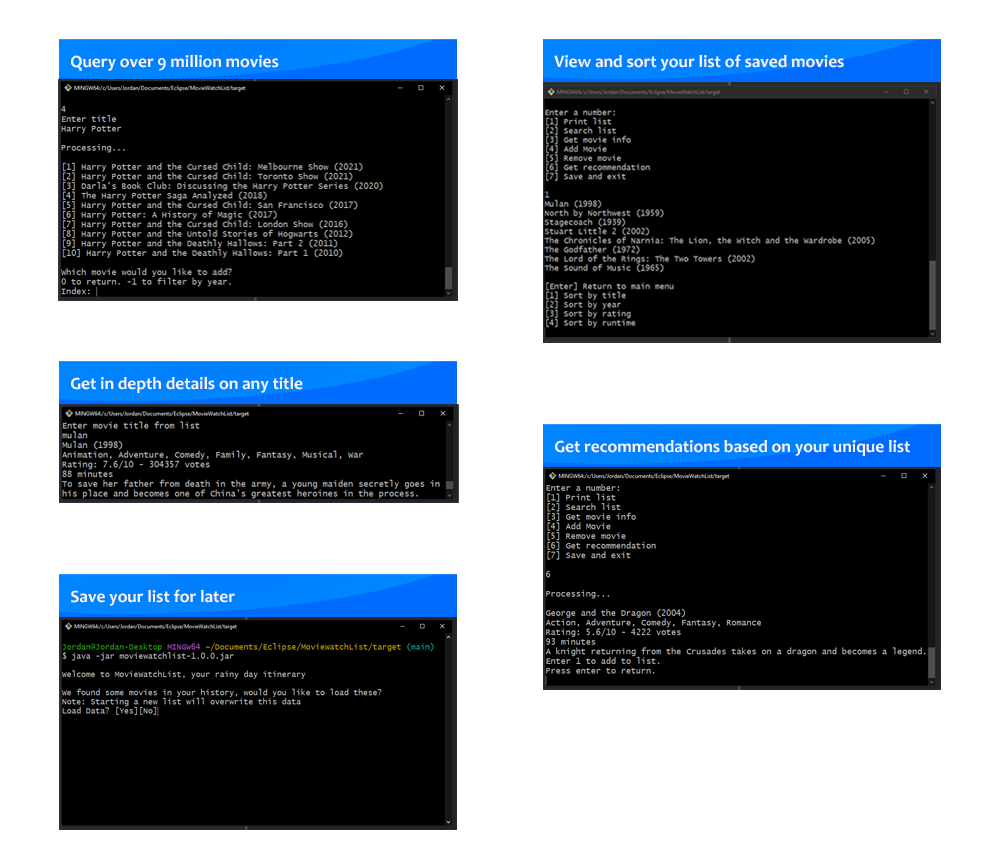 Query over 9 million movies
MINGW64:/c/Users/Jordan/Documents/Eclipse/MovieWatchList/target
4
Enter title
Harry Potter
Processing...
[1] Harry Potter and the Cursed Child: Melbourne Show (2021)
[2] Harry Potter and the Cursed Child: Toronto Show (2021)
[3] Darla's Book Club: Discussing the Harry Potter Series (2020)
[4] The Harry Potter Saga Analyzed (2018)
[5] Harry Potter and the Cursed Child: San Francisco (2017)
[6] Harry Potter: A History of Magic (2017)
[7] Harry Potter and the Cursed Child: London Show (2016)
[8] Harry Potter and the Untold Stories of Hogwarts (2012)
[9] Harry Potter and the Deathly Hallows: Part 2 (2011)
[10] Harry Potter and the Deathly Hallows: Part 1 (2010)
Which movie would you like to add?
0 to return. -1 to filter by year.
Index:
Get in depth details on any title
MINGW64:/c/Users/Jordan/Documents/Eclipse/MovieWatchList/target
Enter movie title from list
mulan
Mulan (1998)
Animation, Adventure, Comedy, Family, Fantasy, Musical, War
Rating: 7.6/10 - 304357 votes
88 minutes
To save her father from death in the army, a young maiden secretly goes in
his place and becomes one of China's greatest heroines in the process.
Save your list for later
MINGW64:/c/Users/Jordan/Documents/Eclipse/MovieWatchList/target
Jordan@Jordan-Desktop MINGW64 ~/Documents/Eclipse/MovieWatchList/target (main)
$ java -jar moviewatchlist-1.0.0.jar
Welcome to MovieWatchList, your rainy day itinerary
We found some movies in your history, would you like to load these?
Note: Starting a new list will overwrite this data
Load Data? [Yes][No]
View and sort your list of saved movies
MINGW64:/c/Users/Jordan/Documents/Eclipse/MovieWatchList/target
Enter a number:
[1] Print list
[2] Search list
[3] Get movie info
[4] Add Movie
[5] Remove movie
[6] Get recommendation
[7] Save and exit
1
Mulan (1998)
North by Northwest (1959)
Stagecoach (1939)
Stuart Little 2 (2002)
The Chronicles of Narnia: The Lion, the Witch and the Wardrobe (2005)
The Godfather (1972)
The Lord of the Rings: The Two Towers (2002)
The Sound of Music (1965)
[Enter] Return to main menu
[1] Sort by title
[2] Sort by year
[3] Sort by rating
[4] Sort by runtime
Get recommendations based on your unique list
MINGW64:/c/Users/Jordan/Documents/Eclipse/MovieWatchList/target
Enter a number:
[1] Print list
[2] Search list
[3] Get movie info
[4] Add Movie
[5] Remove movie
[6] Get recommendation
[7] Save and exit
6
Processing...
George and the Dragon (2004)
Action, Adventure, Comedy, Fantasy, Romance
Rating: 5.6/10 - 4222 votes
93 minutes
A knight returning from the Crusades takes on a dragon and becomes a legend.
Enter 1 to add to list.
Press enter to return.